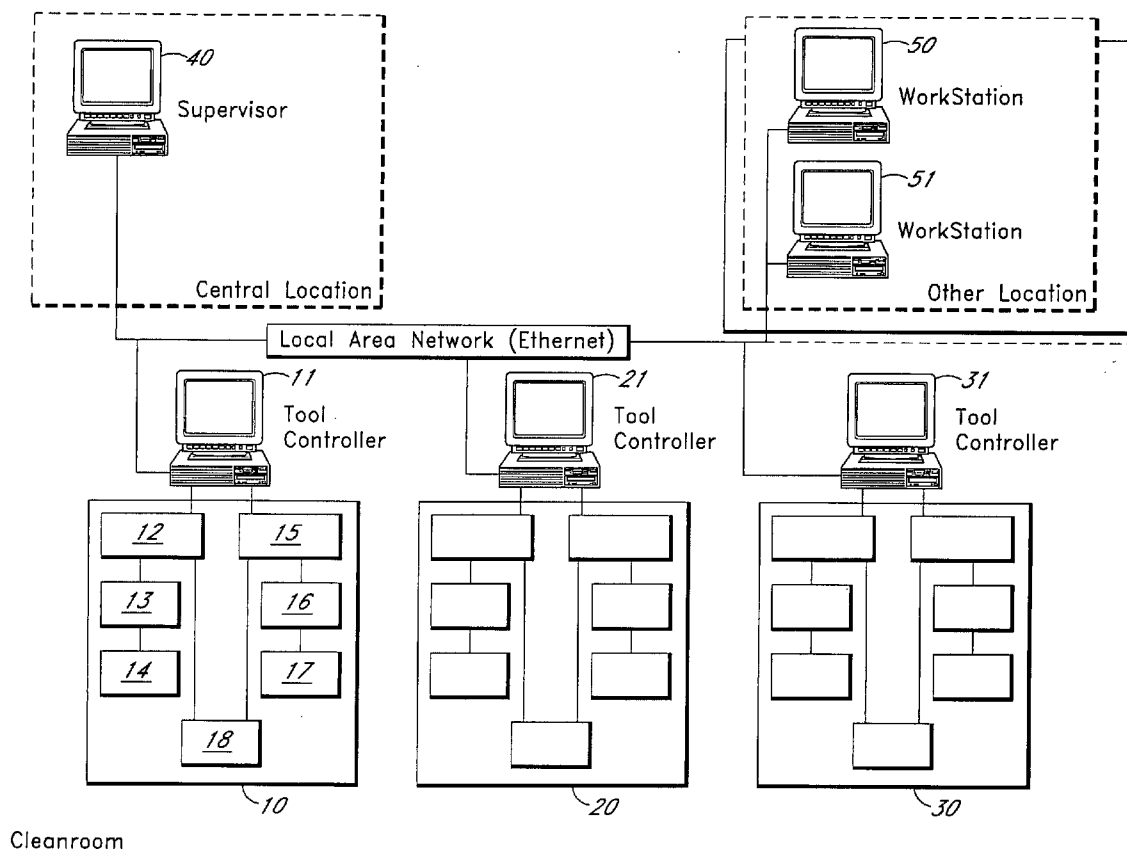 40
Supervisor
Central Location
50
WorkStation
51
WorkStation
Other Location
Local Area Network (Ethernet)
11
Tool
Controller
21
Tool
Controller
31
Tool
Controller
12
15
13
16
14
17
18
10
20
30
Cleanroom